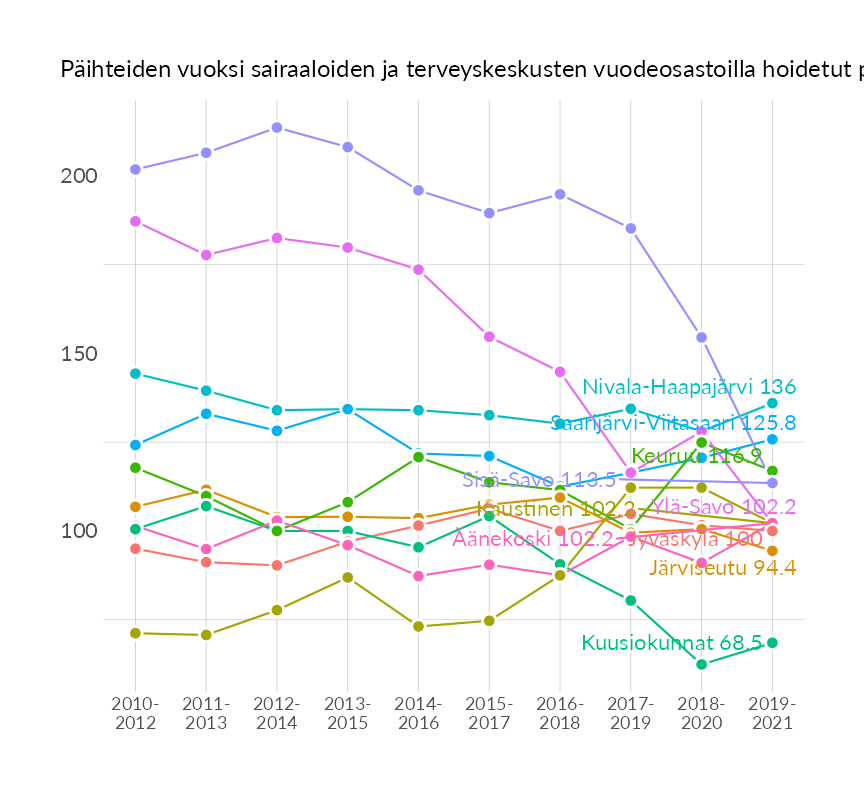 Päihteiden vuoksi sairaaloiden ja terveyskeskusten vuodeosastoilla hoidetut
200
150
100
Nivala-Haapajärvi 136
Saarijärvi-Viitasaari 125.8
Keuruu 116.9
Sisä-Savo 113.5
Kaustinen 102.2
Ylä-Savo 102.2
Äänekoski 102.2
Jyväskylä 100
Järviseutu 94.4
Kuusiokunnat 68.5
2010-2012
2011-2013
2012-2014
2013-2015
2014-2016
2015-2017
2016-2018
2017-2019
2018-2020
2019-2021